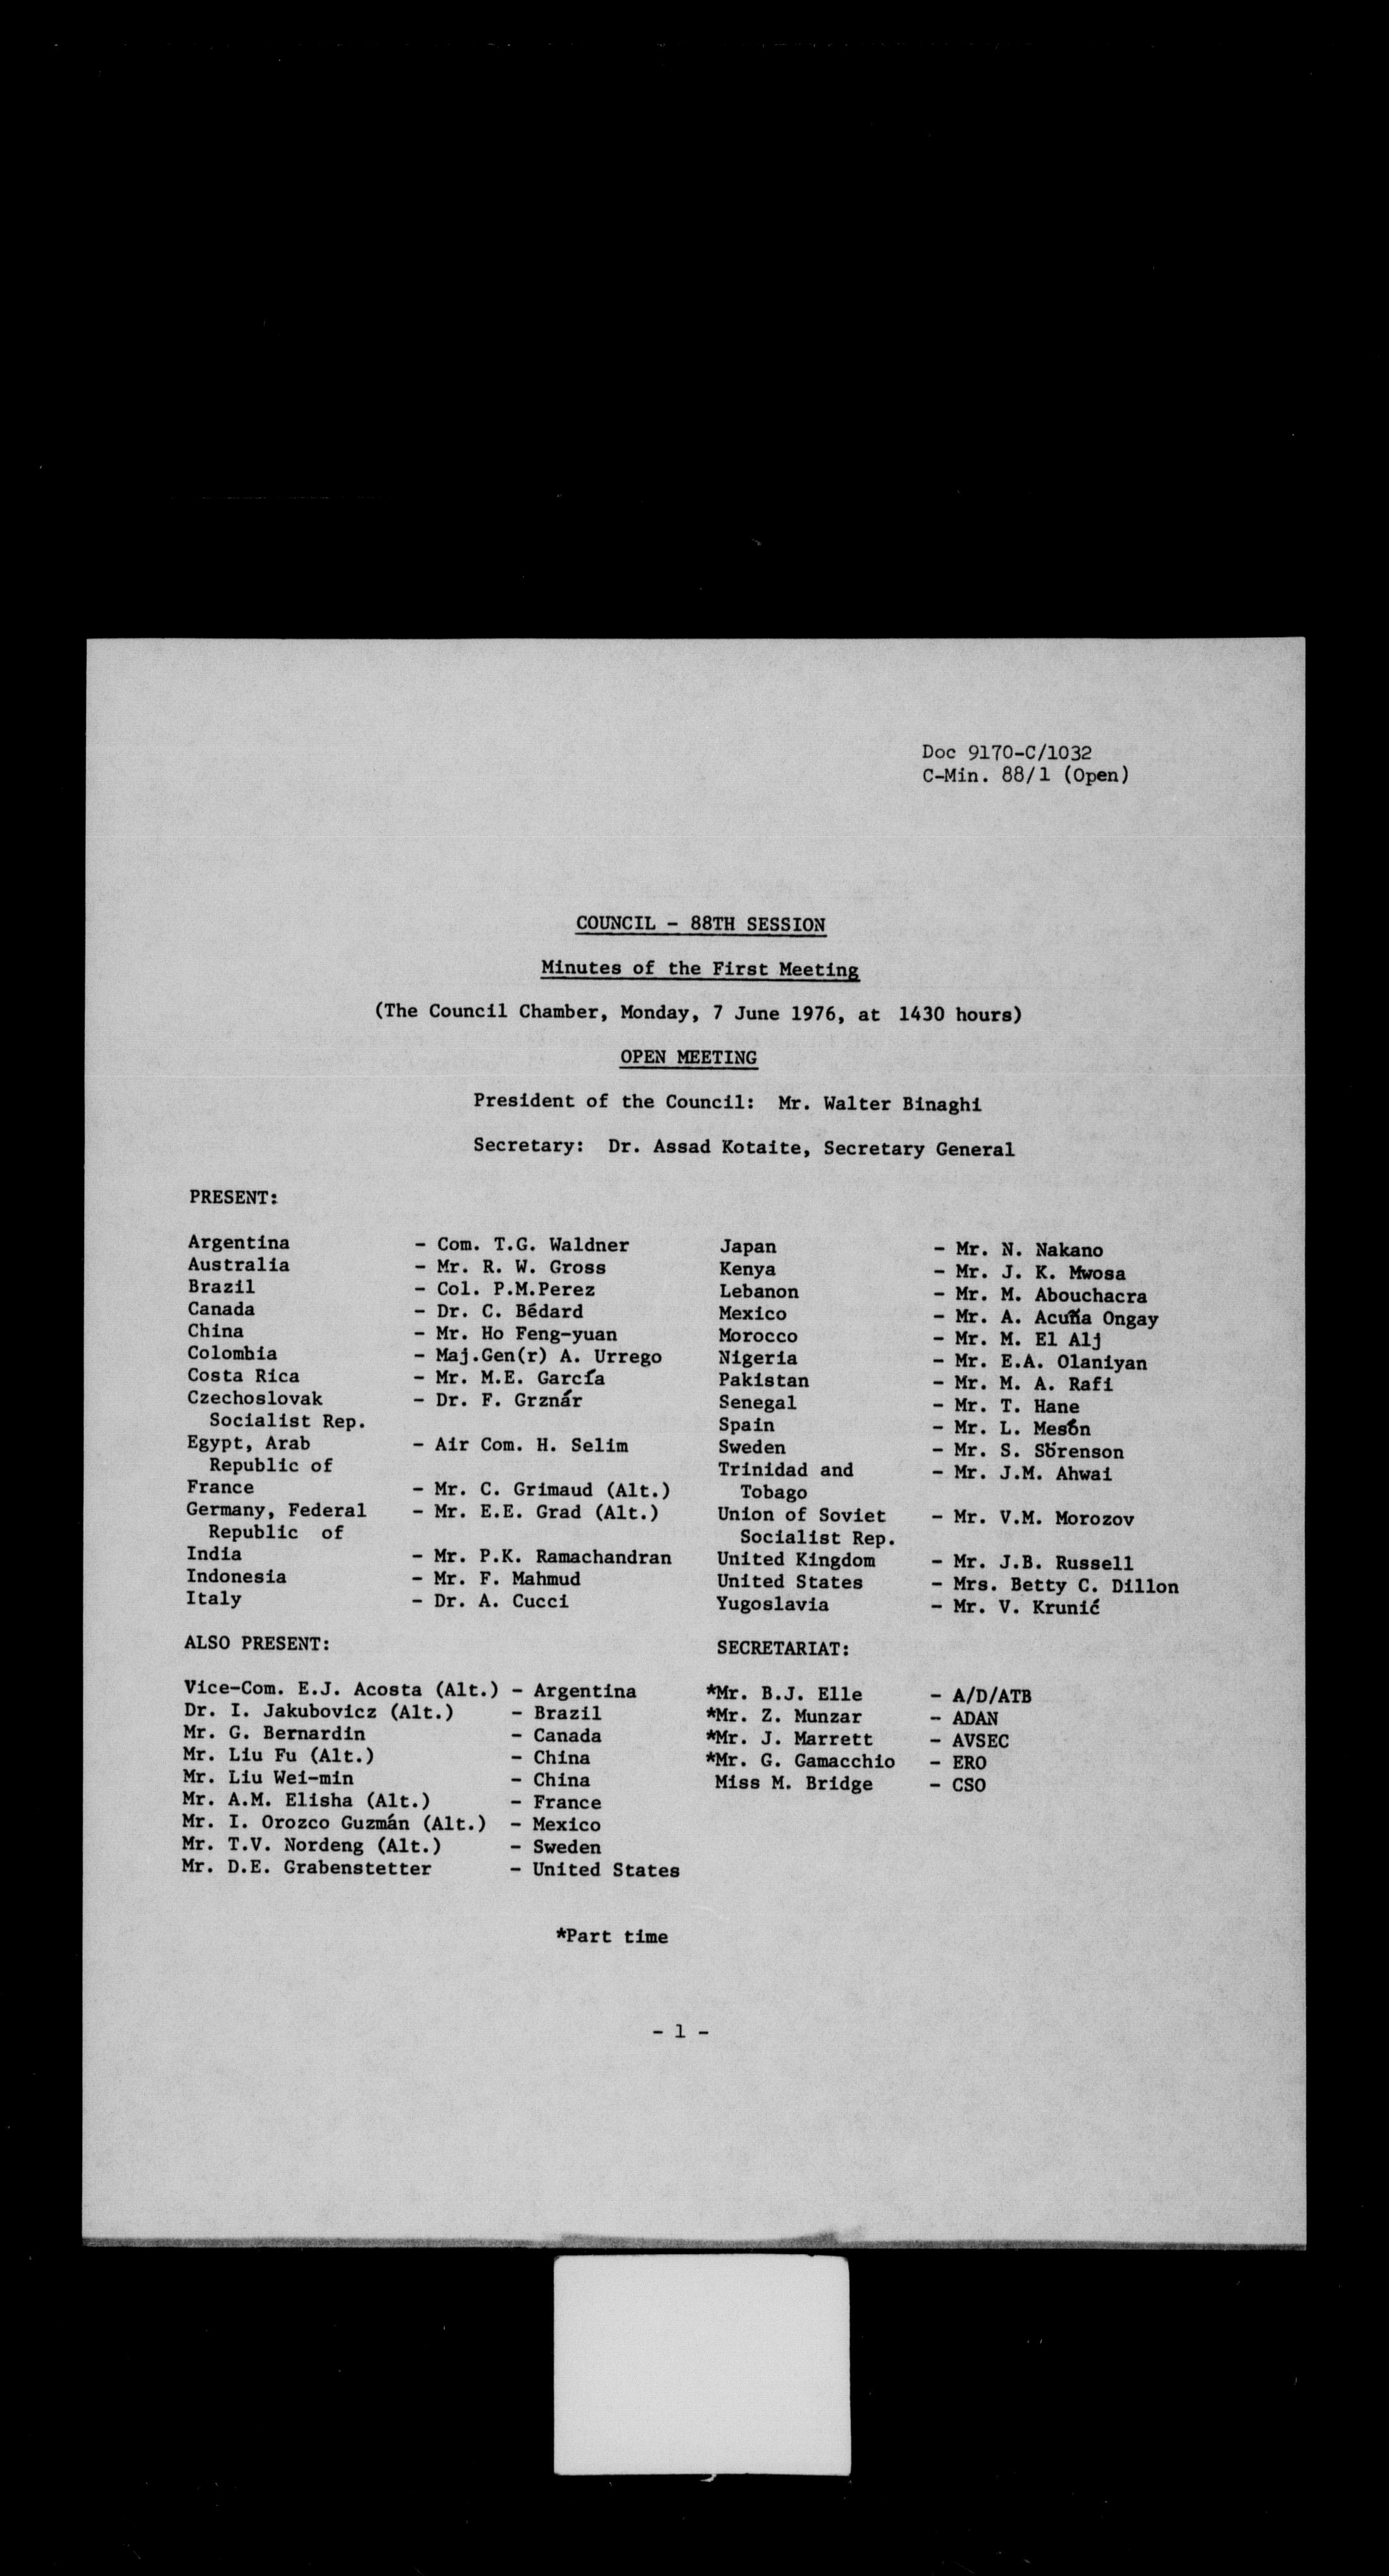 Doc 9170-C/1032
C-Min. 88/1 (Open)
COUNCIL - 88TH SESSION
Minutes of the First Meeting
(The Council Chamber, Monday, 7 June 1976, at 1430 hours)
OPEN MEETING
President of the Council: Mr. Walter Binaghi
Secretary: Dr. Assad Kotaite, Secretary General
PRESENT:
Argentina - Com. T.G. Waldner
Australia - Mr. R. W. Gross
Brazil - Col. P.M.Perez
Canada - Dr. C. Bédard
China - Mr. Ho Feng-yuan
Colombia - Maj.Gen(r) A. Urrego
Costa Rica - Mr. M.E. García
Czechoslovak - Dr. F. Grznár
Socialist Rep.
Egypt, Arab - Air Com. H. Selim
Republic of
France - Mr. C. Grimaud (Alt.)
Germany, Federal - Mr. E.E. Grad (Alt.)
Republic of
India - Mr. P.K. Ramachandran
Indonesia - Mr. F. Mahmud
Italy - Dr. A. Cucci
Japan - Mr. N. Nakano
Kenya - Mr. J. K. Mwosa
Lebanon - Mr. M. Abouchacra
Mexico - Mr. A. Acuña Ongay
Morocco - Mr. M. El Alj
Nigeria - Mr. E.A. Olaniyan
Pakistan - Mr. M. A. Rafi
Senegal - Mr. T. Hane
Spain - Mr. L. Mesón
Sweden - Mr. S. Sörenson
Trinidad and - Mr. J.M. Ahwai
Tobago
Union of Soviet - Mr. V.M. Morozov
Socialist Rep.
United Kingdom - Mr. J.B. Russell
United States - Mrs. Betty C. Dillon
Yugoslavia - Mr. V. Krunić
ALSO PRESENT:
Vice-Com. E.J. Acosta (Alt.) - Argentina
Dr. I. Jakubovicz (Alt.) - Brazil
Mr. G. Bernardin - Canada
Mr. Liu Fu (Alt.) - China
Mr. Liu Wei-min - China
Mr. A.M. Elisha (Alt.) - France
Mr. I. Orozco Guzmán (Alt.) - Mexico
Mr. T.V. Nordeng (Alt.) - Sweden
Mr. D.E. Grabenstetter - United States
SECRETARIAT:
*Mr. B.J. Elle - A/D/ATB
*Mr. Z. Munzar - ADAN
*Mr. J. Marrett - AVSEC
*Mr. G. Gamacchio - ERO
Miss M. Bridge - CSO
*Part time
- 1 -